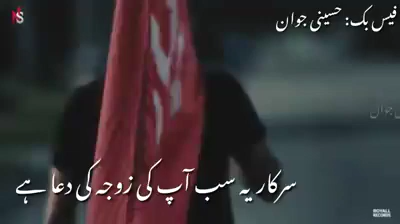 فیس بک: حسینی جوان
سرکار یہ سب آپ کی زوجہ کی دعا ہے